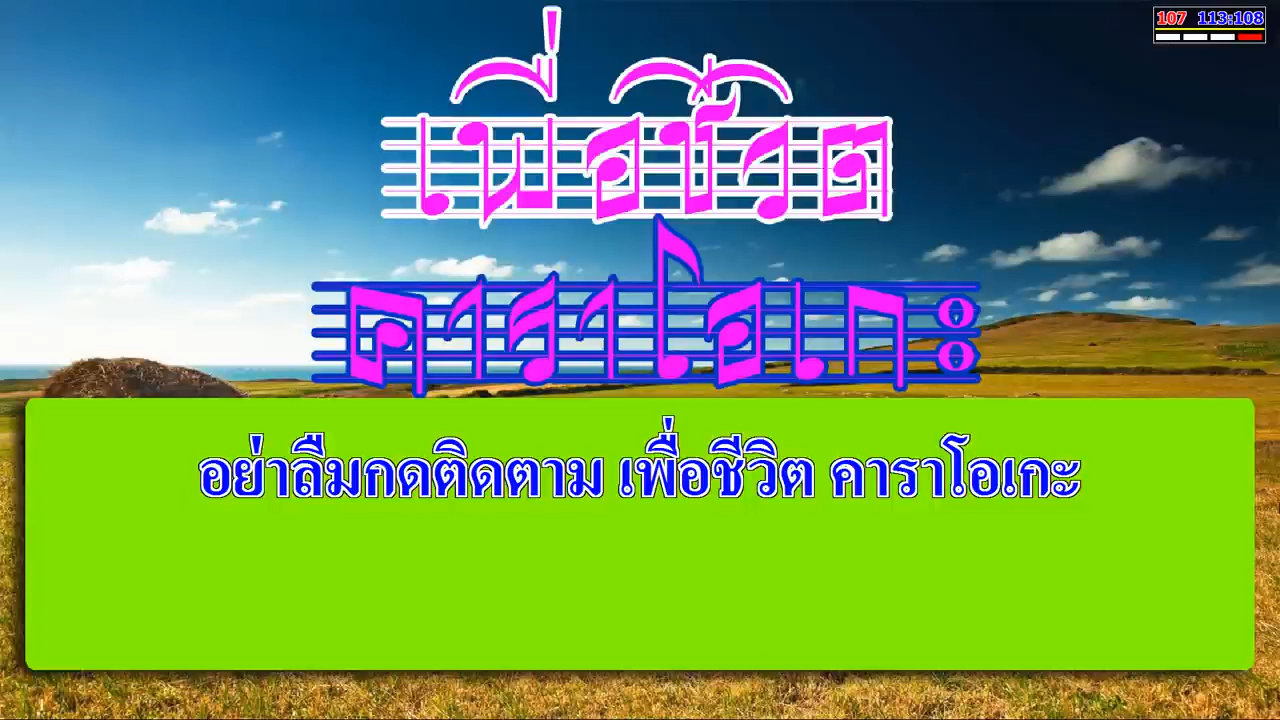 107 113:108
เพื่อชีวิต
คาราโอเกะ
อย่าลืมกดติดตาม เพื่อชีวิต คาราโอเกะ